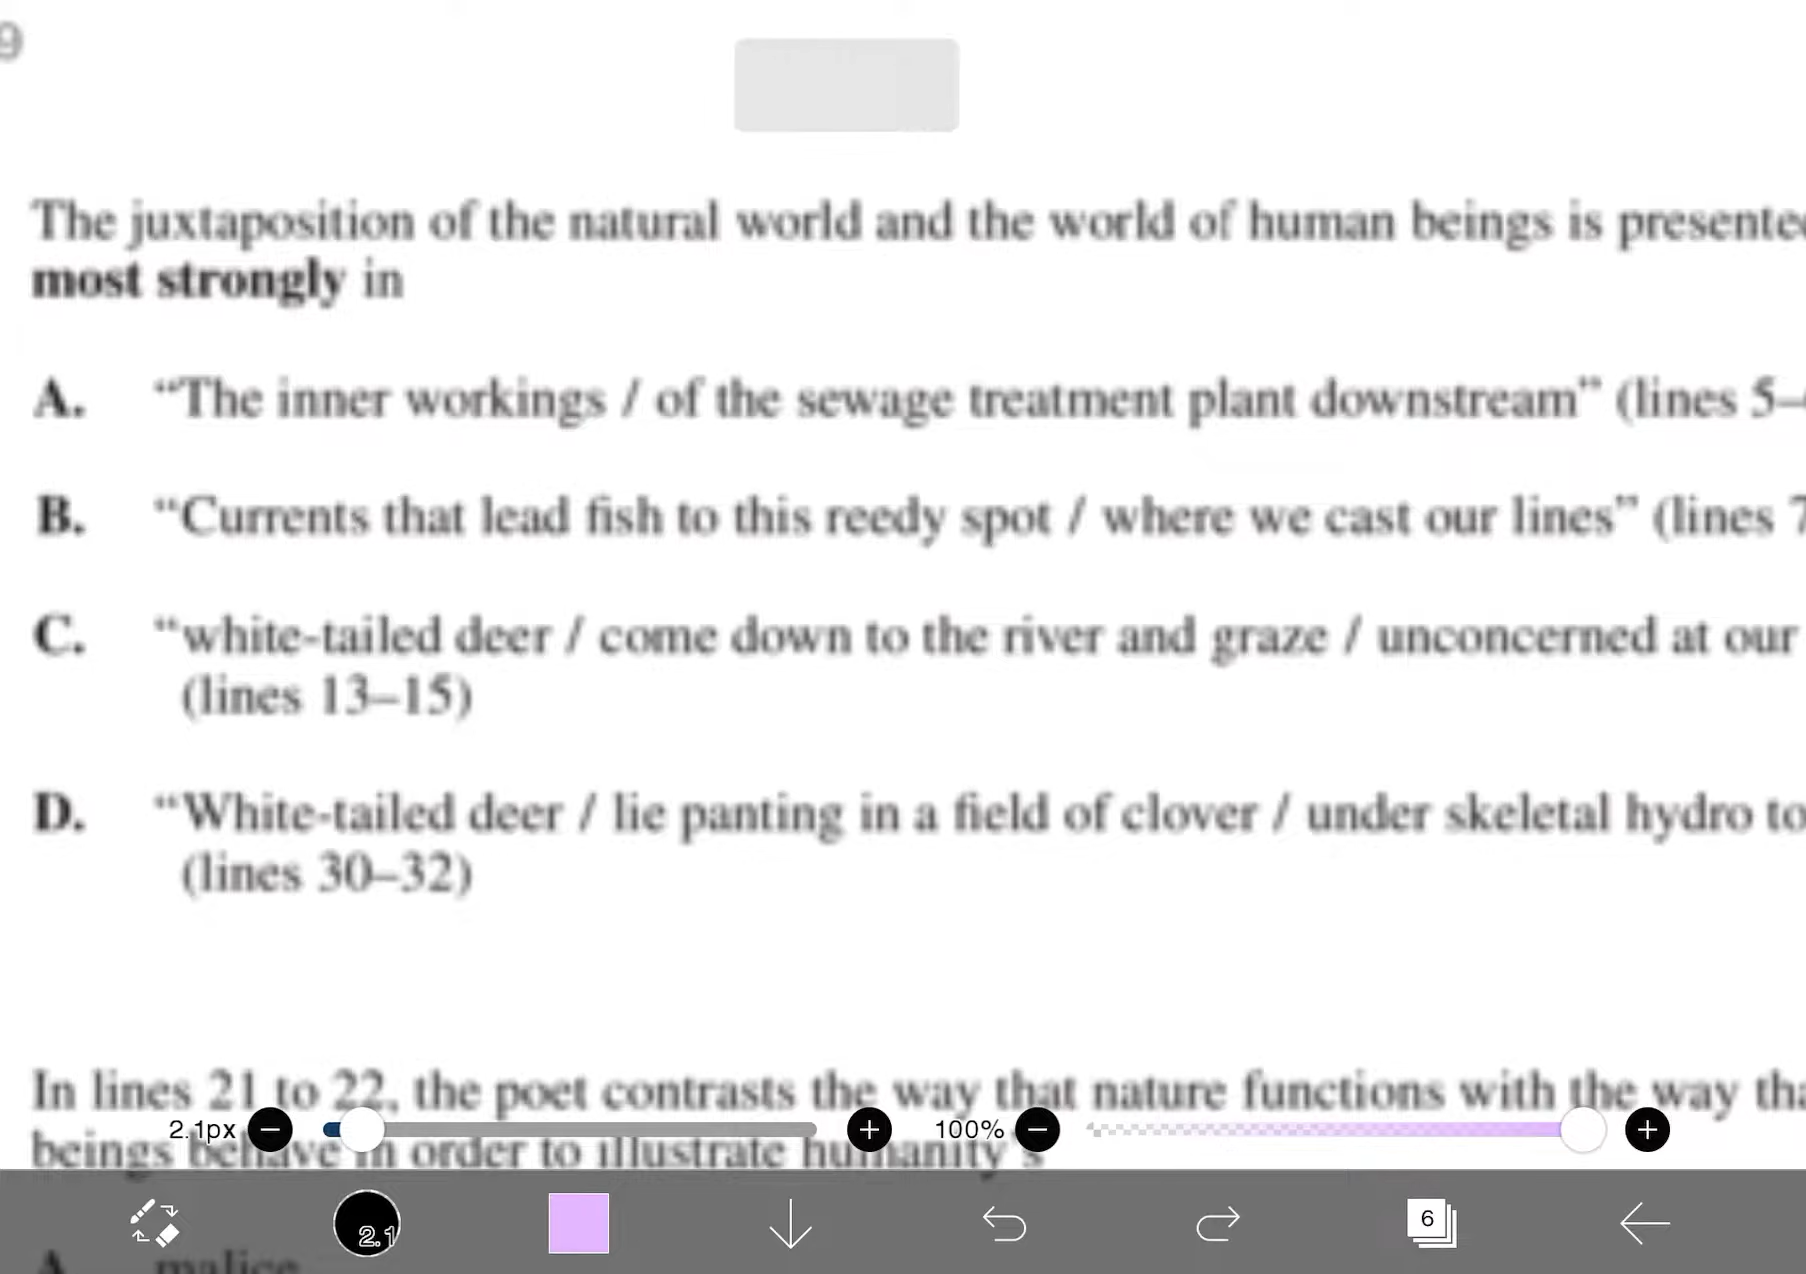 9
The juxtaposition of the natural world and the world of human beings is
most strongly in
A. “The inner workings / of the sewage treatment plant downstream” (lines
B. “Currents that lead fish to this reedy spot / where we cast our lines” (lines 7
C. “white-tailed deer / come down to the river and graze / unconcerned at our
(lines 13–15)
D. “White-tailed deer / lie panting in a field of clover / under skeletal hydro
(lines 30–32)
In lines 21 to 22, the poet contrasts the way that nature functions with the way
2.1px
100%
beings behave in order to illustrate humanity’s
2.1
6
A. malice